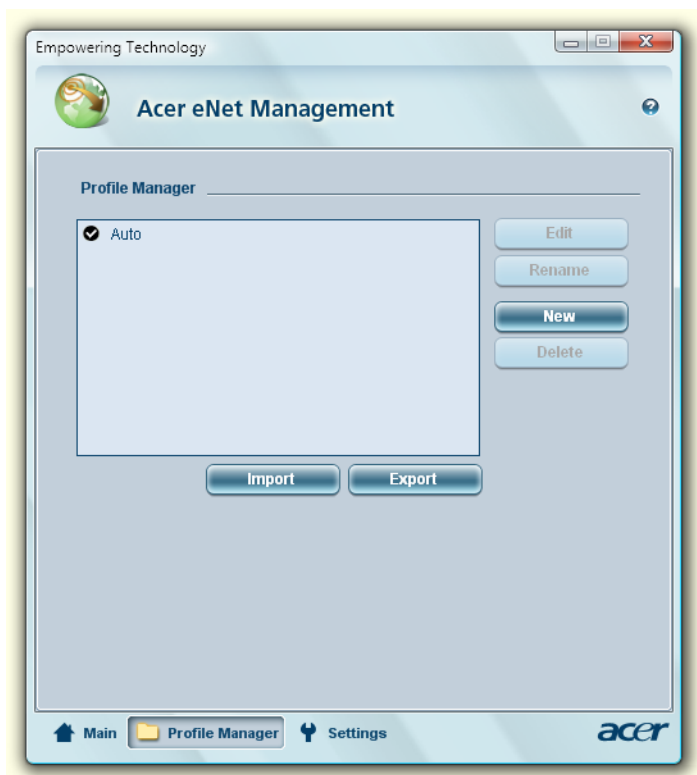 Empowering Technology
Acer eNet Management
Profile Manager
Auto
Edit
Rename
New
Delete
Import Export
Main Profile Manager Settings acer